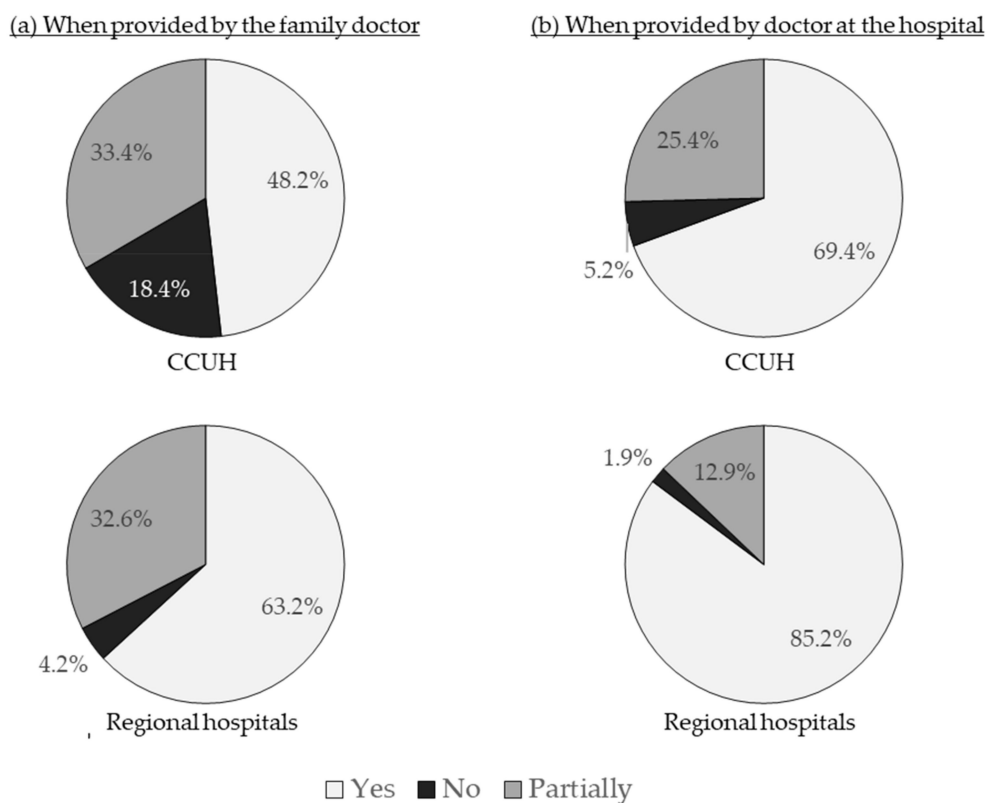 (a) When provided by the family doctor
(b) When provided by doctor at the hospital
33.4%
48.2%
18.4%
CCUH
25.4%
69.4%
5.2%
CCUH
32.6%
63.2%
4.2%
Regional hospitals
1.9%
12.9%
85.2%
Regional hospitals
Yes No Partially